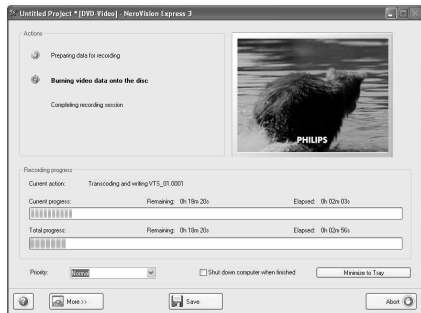 Untitled Project *[DVD-Video] - NeroVision Express 3
Actions
Preparing data for recording
Burning video data onto the disc
Completing recording session
PHILIPS
Recording progress
Current action: Transcoding and writing VTS_01.0001
Current progress: Remaining: 0h 18m 20s Elapsed: 0h 02m 03s
Total progress: Remaining: 0h 18m 20s Elapsed: 0h 02m 56s
Priority: Normal Shut down computer when finished Minimize to Tray
More >> Save Abort